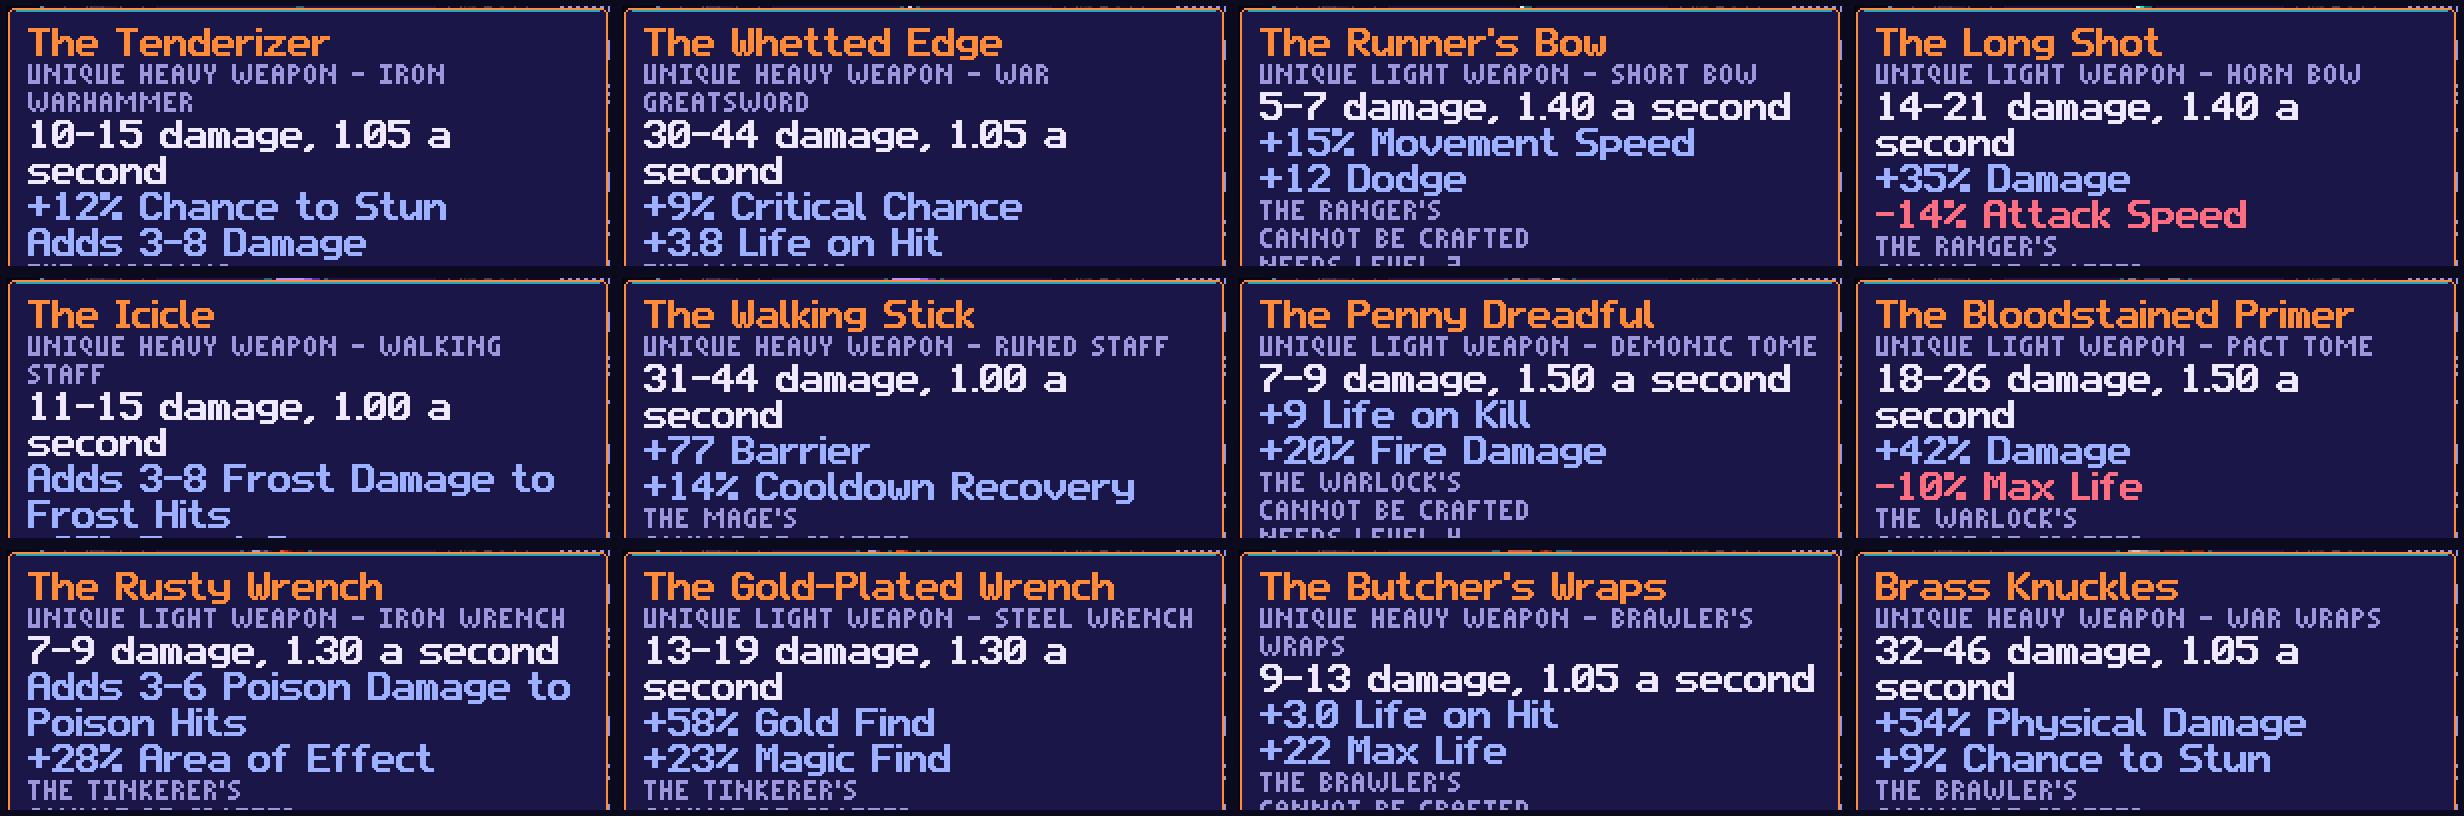 The Tenderizer
UNIQUE HEAVY WEAPON - IRON
WARHAMMER
10-15 damage, 1.05 a
second
+12% Chance to Stun
Adds 3-8 Damage
The Whetted Edge
UNIQUE HEAVY WEAPON - WAR
GREATSWORD
30-44 damage, 1.05 a
second
+9% Critical Chance
+3.8 Life on Hit
The Runner's Bow
UNIQUE LIGHT WEAPON - SHORT BOW
5-7 damage, 1.40 a second
+15% Movement Speed
+12 Dodge
THE RANGER'S
CANNOT BE CRAFTED
NEEDS LEVEL
The Long Shot
UNIQUE LIGHT WEAPON - HORN BOW
14-21 damage, 1.40 a
second
+35% Damage
-14% Attack Speed
THE RANGER'S
The Icicle
UNIQUE HEAVY WEAPON - WALKING
STAFF
11-15 damage, 1.00 a
second
Adds 3-8 Frost Damage to
Frost Hits
The Walking Stick
UNIQUE HEAVY WEAPON - RUNED STAFF
31-44 damage, 1.00 a
second
+77 Barrier
+14% Cooldown Recovery
THE MAGE'S
The Penny Dreadful
UNIQUE LIGHT WEAPON - DEMONIC TOME
7-9 damage, 1.50 a second
+9 Life on Kill
+20% Fire Damage
THE WARLOCK'S
CANNOT BE CRAFTED
NEEDS LEVEL
The Bloodstained Primer
UNIQUE LIGHT WEAPON - PACT TOME
18-26 damage, 1.50 a
second
+42% Damage
-10% Max Life
THE WARLOCK'S
The Rusty Wrench
UNIQUE LIGHT WEAPON - IRON WRENCH
7-9 damage, 1.30 a second
Adds 3-6 Poison Damage to
Poison Hits
+28% Area of Effect
THE TINKERER'S
The Gold-Plated Wrench
UNIQUE LIGHT WEAPON - STEEL WRENCH
13-19 damage, 1.30 a
second
+58% Gold Find
+23% Magic Find
THE TINKERER'S
The Butcher's Wraps
UNIQUE HEAVY WEAPON - BRAWLER'S
WRAPS
9-13 damage, 1.05 a second
+3.0 Life on Hit
+22 Max Life
THE BRAWLER'S
CANNOT BE CRAFTED
Brass Knuckles
UNIQUE HEAVY WEAPON - WAR WRAPS
32-46 damage, 1.05 a
second
+54% Physical Damage
+9% Chance to Stun
THE BRAWLER'S